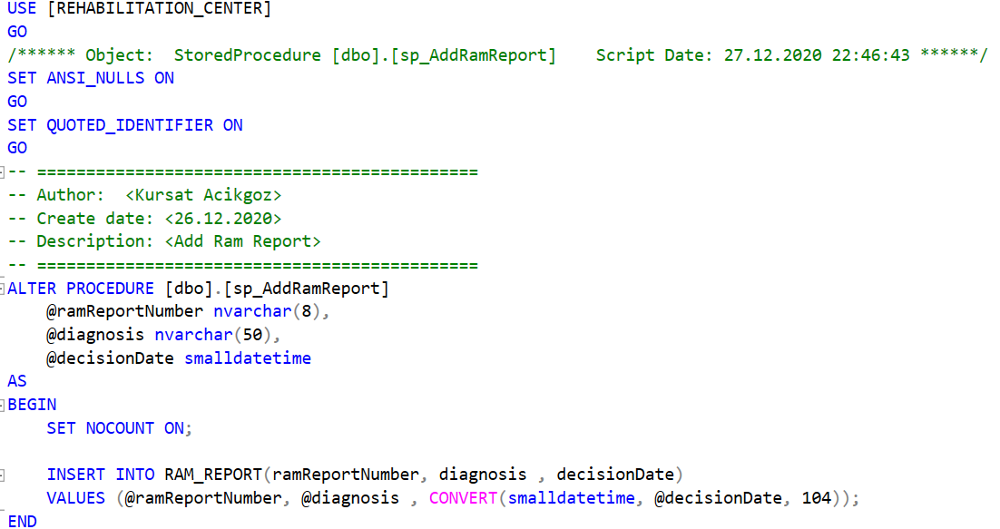 USE [REHABILITATION_CENTER]
GO
/****** Object:  StoredProcedure [dbo].[sp_AddRamReport]    Script Date: 27.12.2020 22:46:43 ******/
SET ANSI_NULLS ON
GO
SET QUOTED_IDENTIFIER ON
GO
-- =============================================
-- Author:  <Kursat Acikgoz>
-- Create date: <26.12.2020>
-- Description: <Add Ram Report>
-- =============================================
ALTER PROCEDURE [dbo].[sp_AddRamReport]
    @ramReportNumber nvarchar(8),
    @diagnosis nvarchar(50),
    @decisionDate smalldatetime
AS
BEGIN
    SET NOCOUNT ON;
    INSERT INTO RAM_REPORT(ramReportNumber, diagnosis , decisionDate)
    VALUES (@ramReportNumber, @diagnosis , CONVERT(smalldatetime, @decisionDate, 104));
END